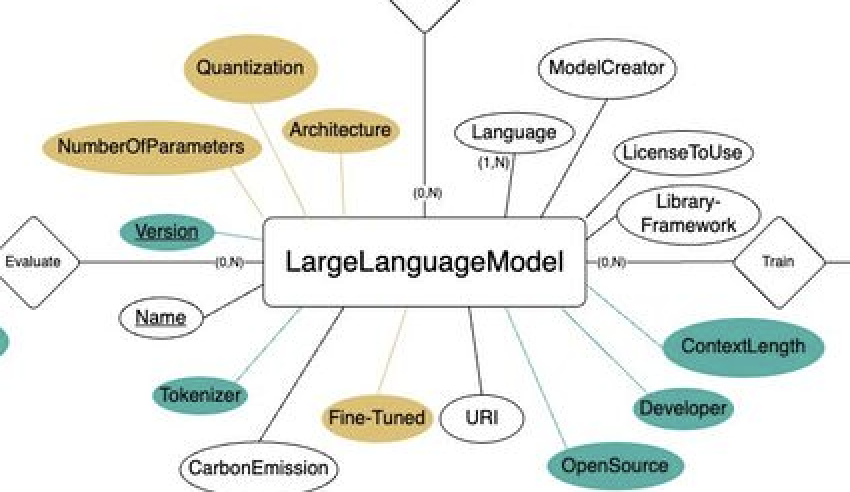 Quantization
ModelCreator
Architecture
Language
NumberOfParameters
(1,N)
LicenseToUse
(0,N)
Library-
Framework
Version
Evaluate
(0,N)
LargeLanguageModel
(0,N)
Train
Name
ContextLength
Tokenizer
Fine-Tuned
URI
Developer
CarbonEmission
OpenSource